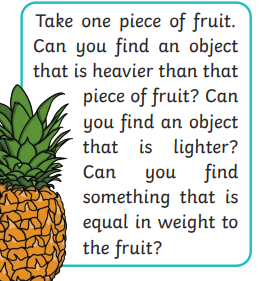 Take one piece of fruit.
Can you find an object
that is heavier than that
piece of fruit? Can
you find an object
that is lighter?
Can you find
something that is
equal in weight to
the fruit?